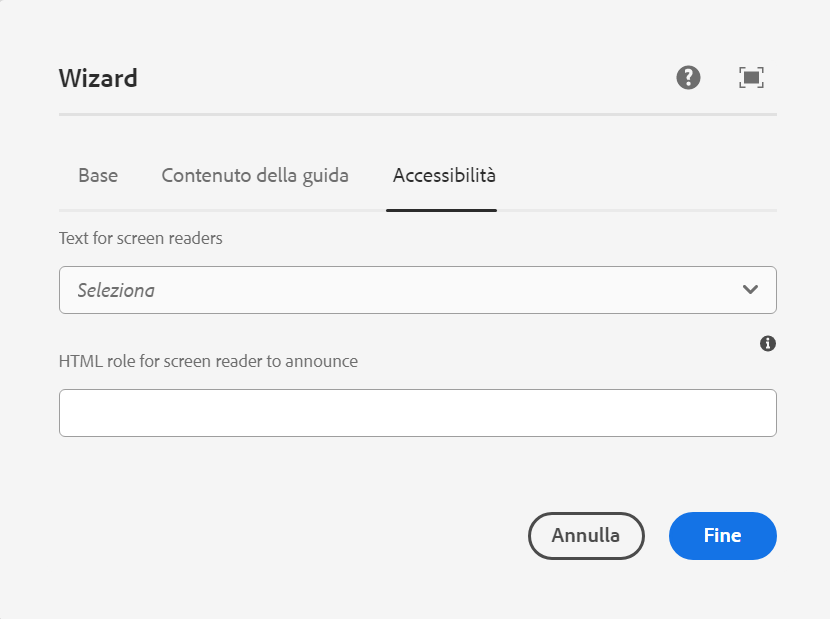 Wizard
Base Contenuto della guida Accessibilità
Text for screen readers
Seleziona
HTML role for screen reader to announce
Annulla Fine